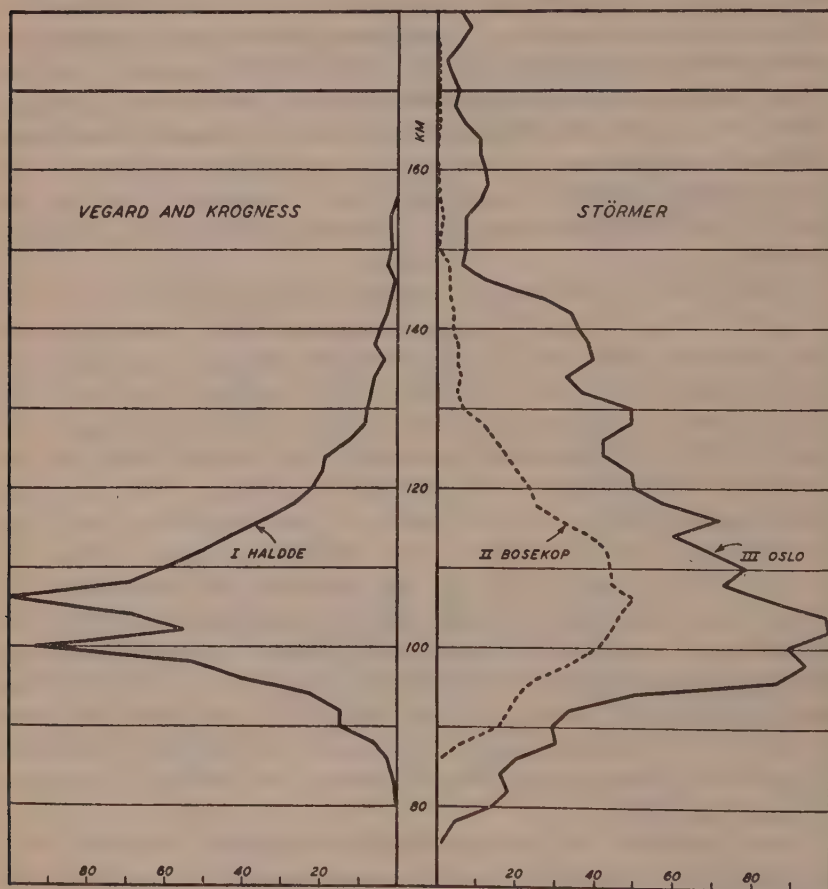 KM
160
VEGARD AND KROGNESS
STÖRMER
140
120
I HALDDE
II BOSEKOP
III OSLO
100
80
80 60 40 20
20 40 60 80